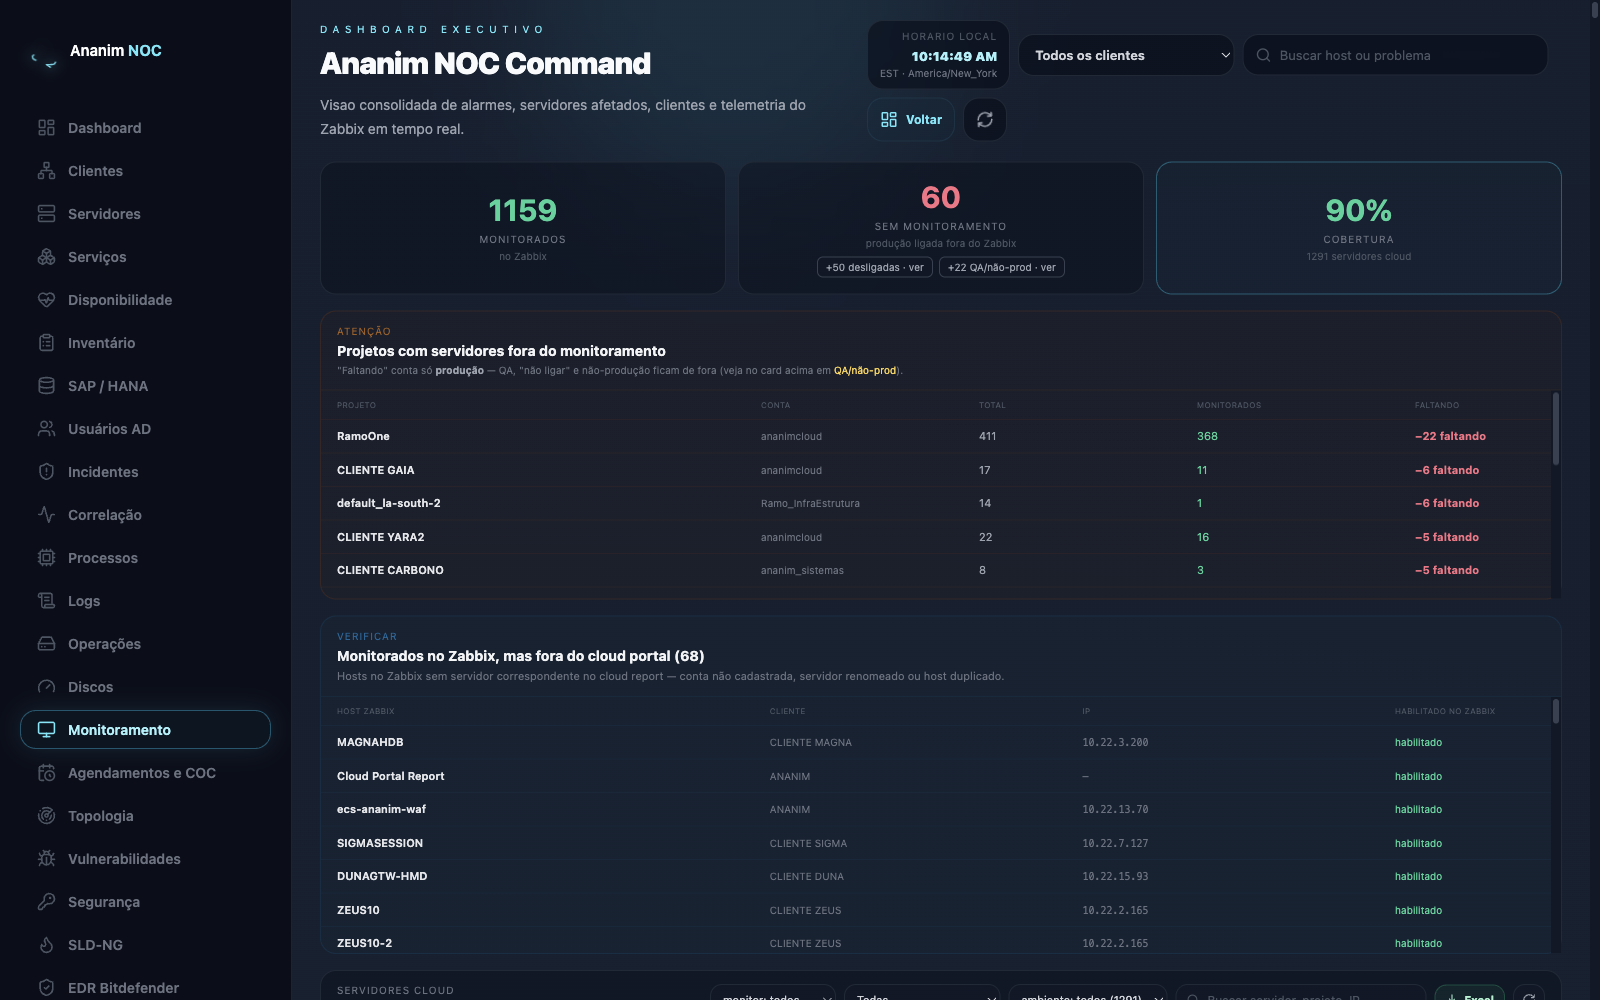 Ananim NOC
Dashboard
Clientes
Servidores
Serviços
Disponibilidade
Inventário
SAP / HANA
Usuários AD
Incidentes
Correlação
Processos
Logs
Operações
Discos
Monitoramento
Agendamentos e COC
Topologia
Vulnerabilidades
Segurança
SLD-NG
EDR Bitdefender
DASHBOARD EXECUTIVO
Ananim NOC Command
Visao consolidada de alarmes, servidores afetados, clientes e telemetria do
Zabbix em tempo real.
HORARIO LOCAL
10:14:49 AM
EST · America/New_York
Todos os clientes
Buscar host ou problema
Voltar
1159
MONITORADOS
no Zabbix
60
SEM MONITORAMENTO
produção ligada fora do Zabbix
+50 desligadas · ver
+22 QA/não-prod · ver
90%
COBERTURA
1291 servidores cloud
ATENÇÃO
Projetos com servidores fora do monitoramento
"Faltando" conta só produção — QA, "não ligar" e não-produção ficam de fora (veja no card acima em QA/não-prod).
PROJETO CONTA TOTAL MONITORADOS FALTANDO
RamoOne ananimcloud 411 368 −22 faltando
CLIENTE GAIA ananimcloud 17 11 −6 faltando
default_la-south-2 Ramo_InfraEstrutura 14 1 −6 faltando
CLIENTE YARA2 ananimcloud 22 16 −5 faltando
CLIENTE CARBONO ananim_sistemas 8 3 −5 faltando
VERIFICAR
Monitorados no Zabbix, mas fora do cloud portal (68)
Hosts no Zabbix sem servidor correspondente no cloud report — conta não cadastrada, servidor renomeado ou host duplicado.
HOST ZABBIX CLIENTE IP HABILITADO NO ZABBIX
MAGNAHDB CLIENTE MAGNA 10.22.3.200 habilitado
Cloud Portal Report ANANIM — habilitado
ecs-ananim-waf ANANIM 10.22.13.70 habilitado
SIGMASESSION CLIENTE SIGMA 10.22.7.127 habilitado
DUNAGTW-HMD CLIENTE DUNA 10.22.15.93 habilitado
ZEUS10 CLIENTE ZEUS 10.22.2.165 habilitado
ZEUS10-2 CLIENTE ZEUS 10.22.2.165 habilitado
SERVIDORES CLOUD
monitor: todos
Todas
ambiente: todos (1291)
Buscar servidor, projeto, IP
Excel